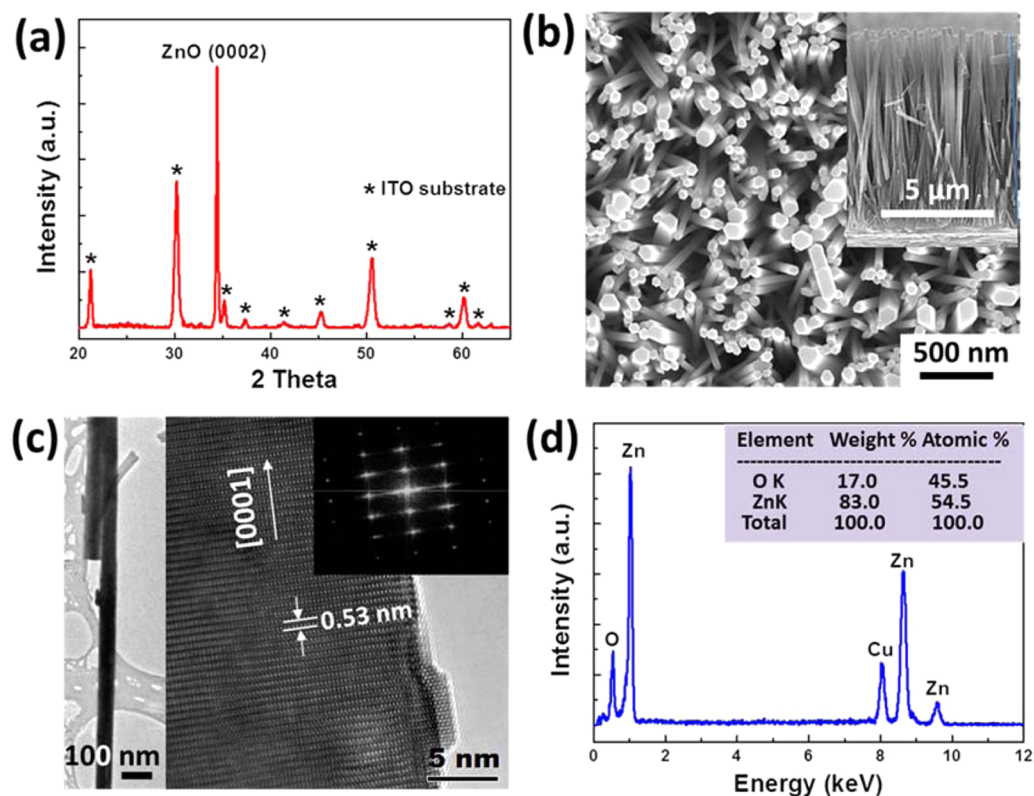 (a)
ZnO (0002)
* ITO substrate
*
*
*
*
*
*
*
*
*
*
Intensity (a.u.)
20 30 40 50 60
2 Theta
(b)
5 µm
500 nm
(c)
[0001]
0.53 nm
100 nm
5 nm
(d)
Element Weight % Atomic %
------------------------------------
O K 17.0 45.5
ZnK 83.0 54.5
Total 100.0 100.0
Zn
Zn
O
Cu
Zn
Intensity (a.u.)
0 2 4 6 8 10 12
Energy (keV)